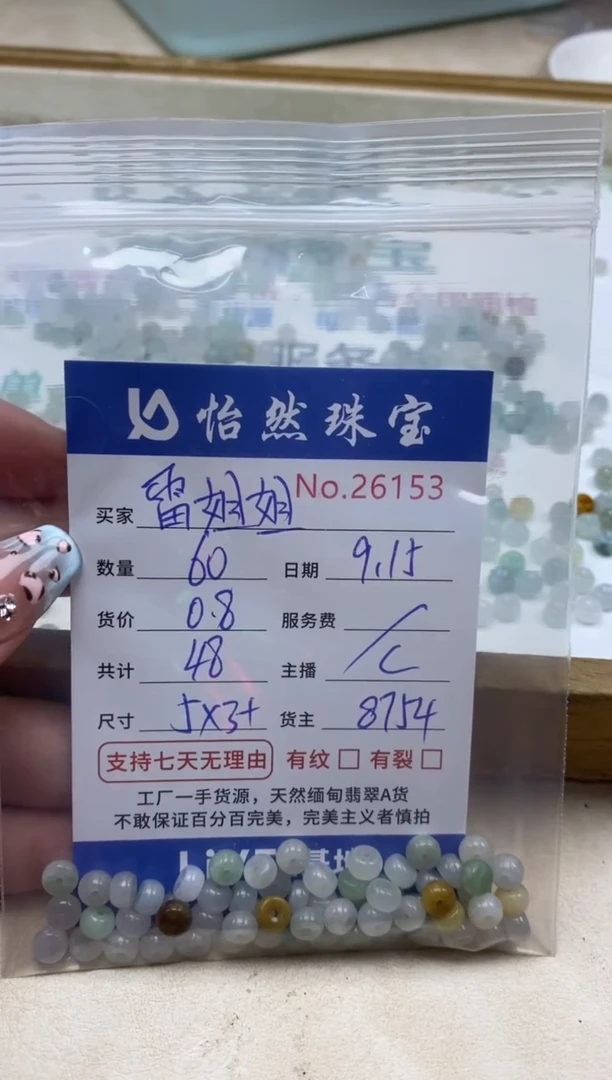 怡然珠宝
No.26153
买家 雷姐姐
数量 60 日期 9.15
货价 0.8 服务费
共计 48 主播
尺寸 5X3+ 货主 8754
支持七天无理由 有纹 有裂
工厂一手货源，天然缅甸翡翠A货
不敢保证百分百完美，完美主义者慎拍